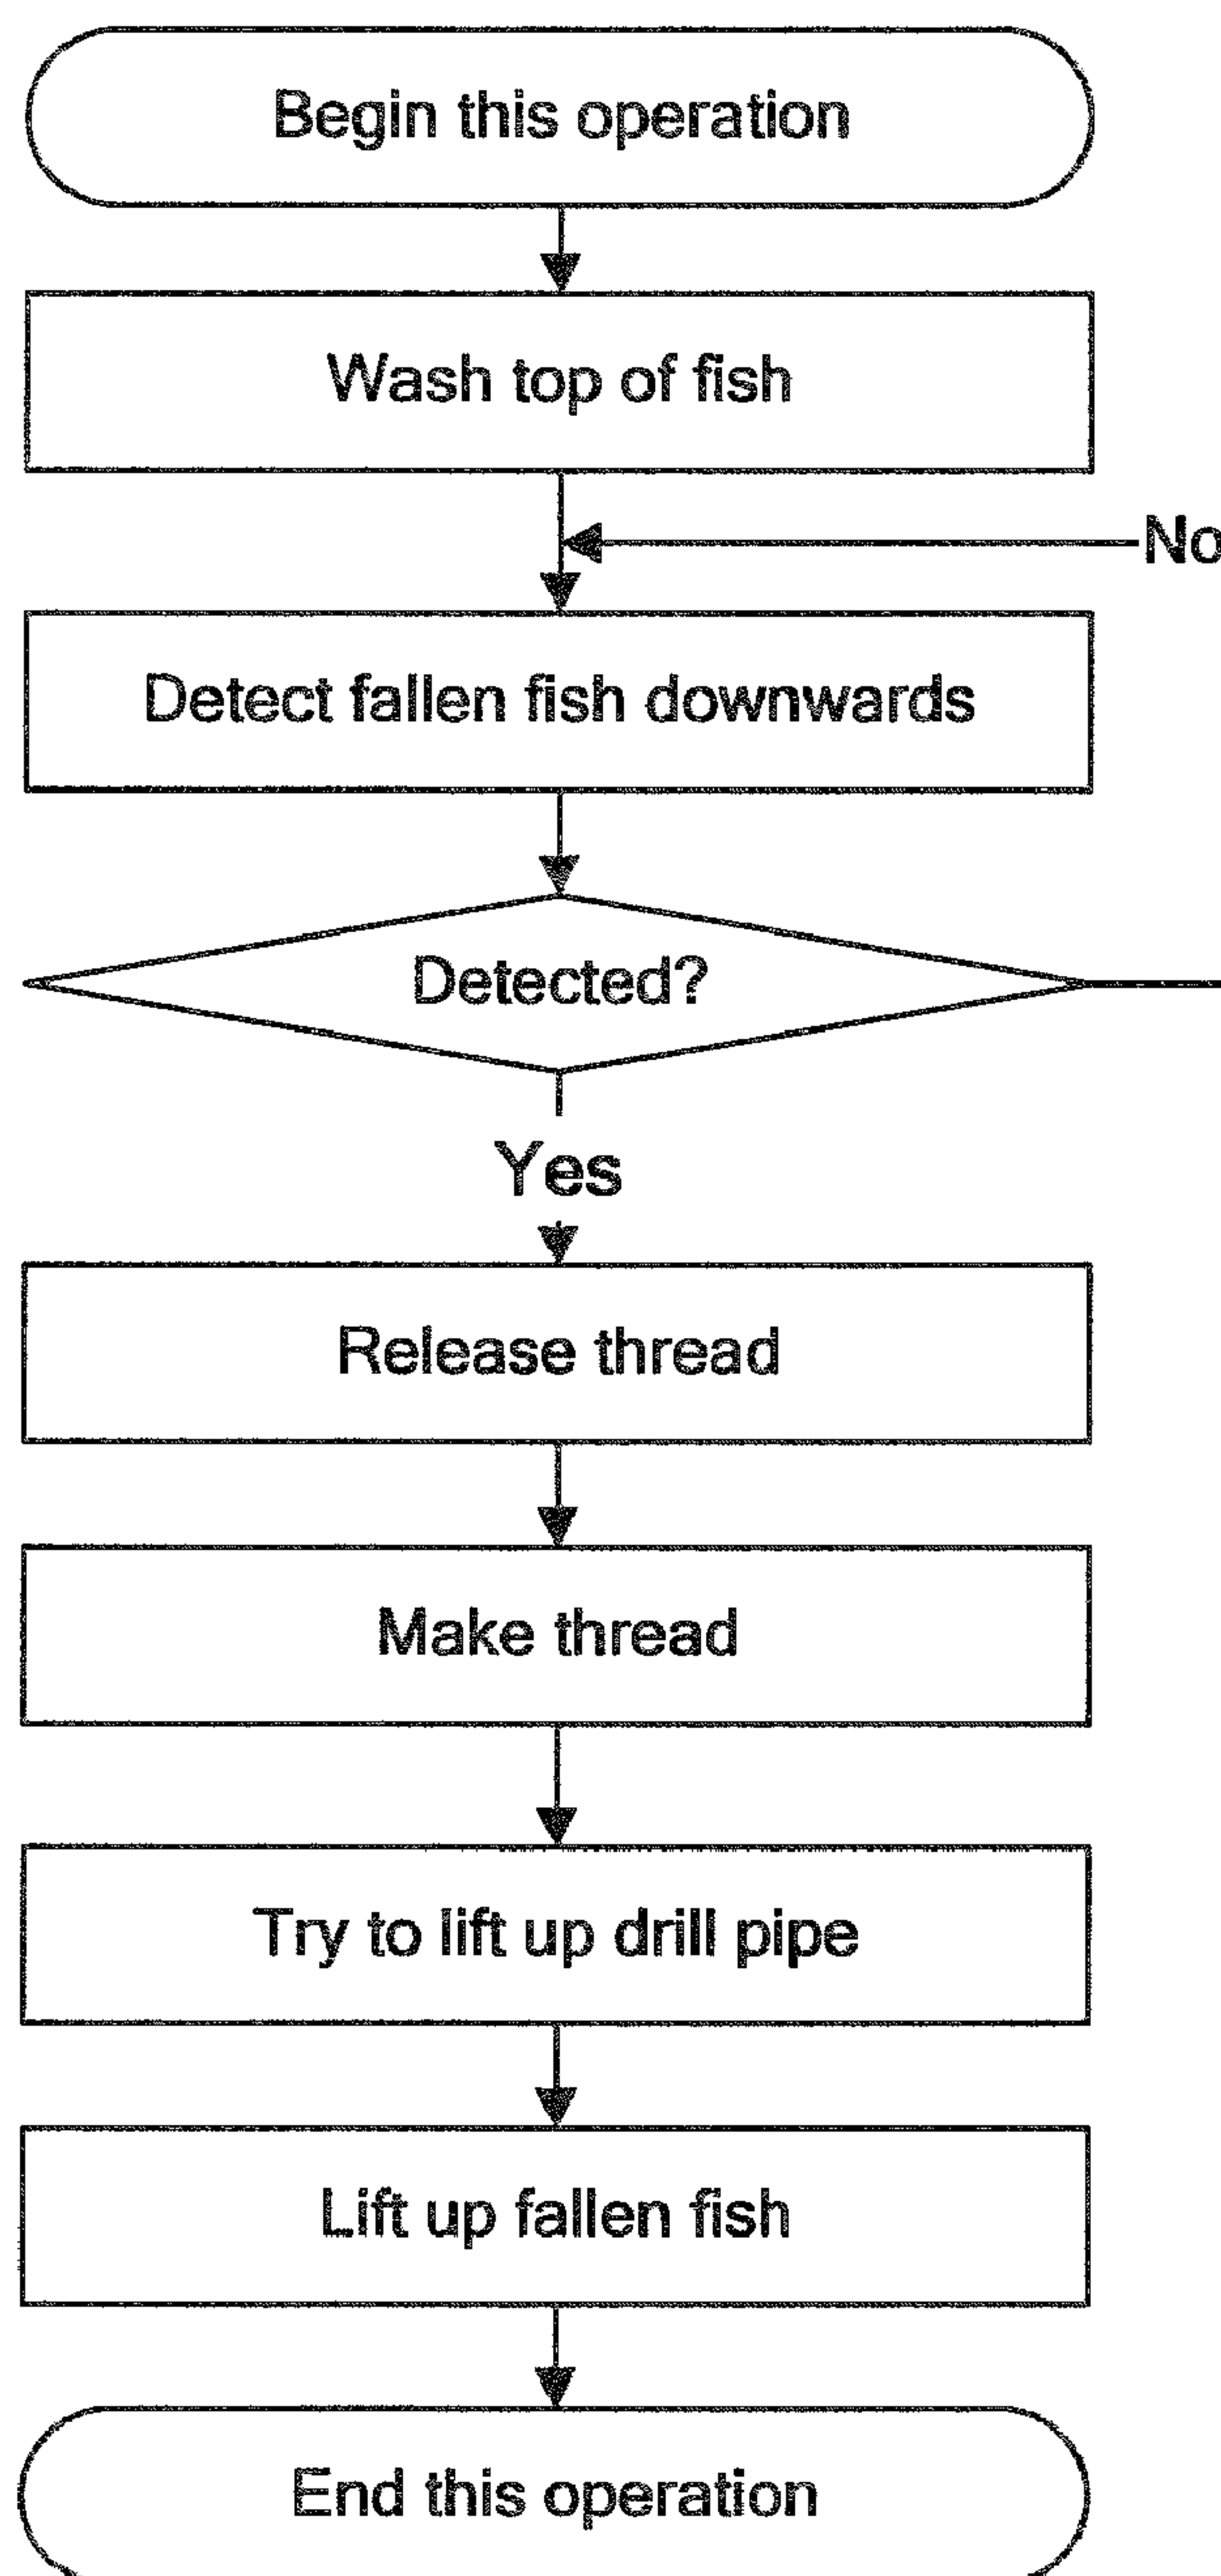 Begin this operation
Wash top of fish
No
Detect fallen fish downwards
Detected?
Yes
Release thread
Make thread
Try to lift up drill pipe
Lift up fallen fish
End this operation